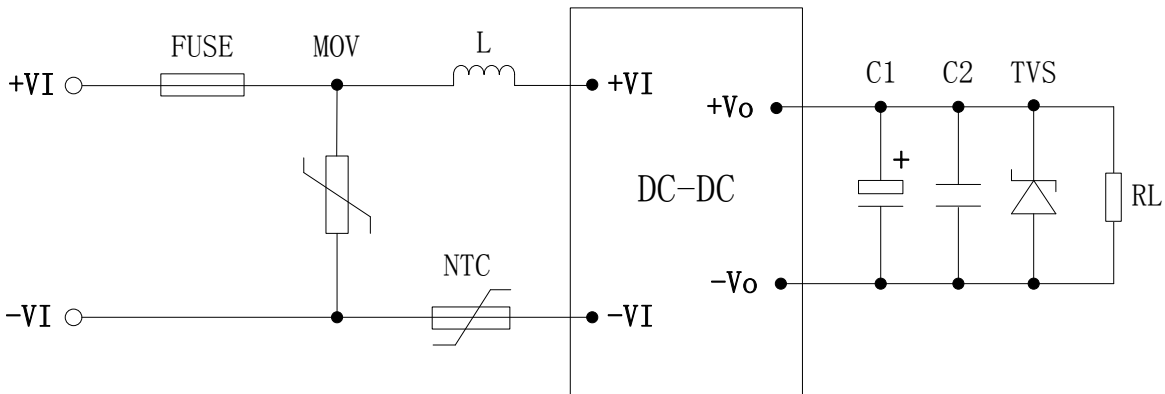 FUSE MOV L
+VI +VI C1 C2 TVS
+Vo
+
DC-DC RL
NTC
-Vo
-VI -VI